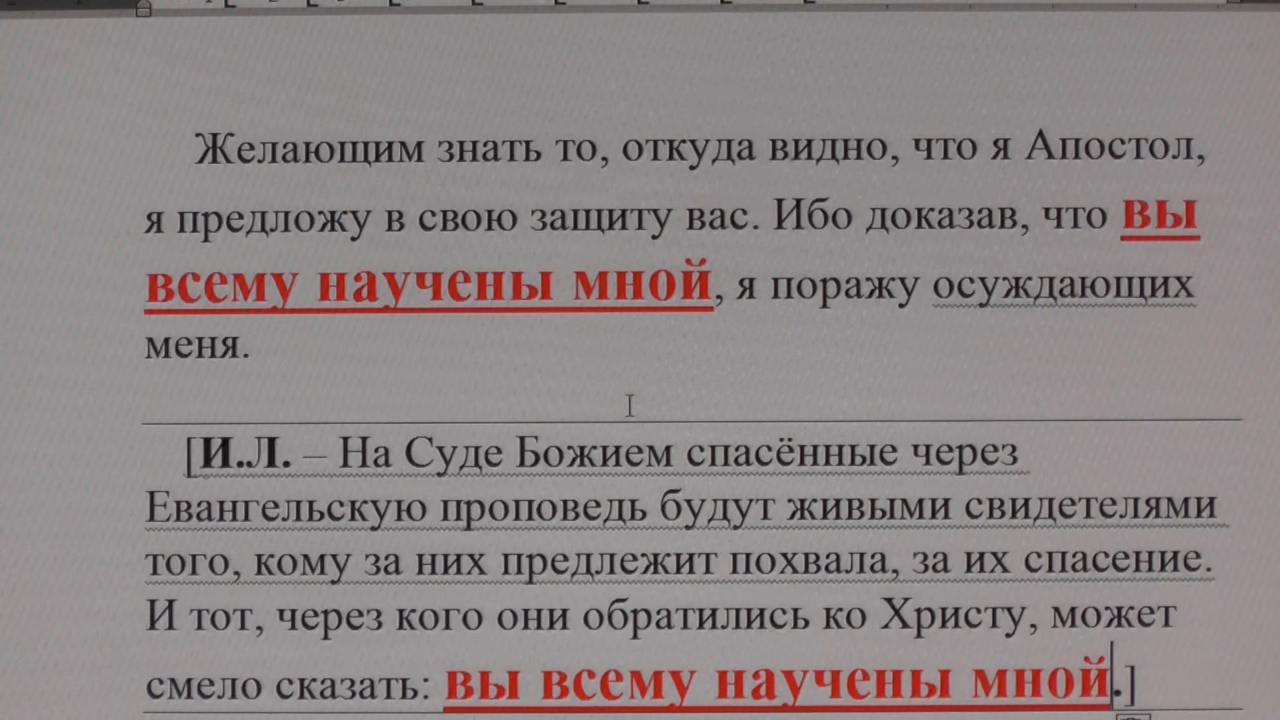 Желающим знать то, откуда видно, что я Апостол,
я предложу в свою защиту вас. Ибо доказав, что вы
всему научены мной, я поражу осуждающих
меня.
[И.Л. – На Суде Божием спасённые через
Евангельскую проповедь будут живыми свидетелями
того, кому за них предлежит похвала, за их спасение.
И тот, через кого они обратились ко Христу, может
смело сказать: вы всему научены мной.]